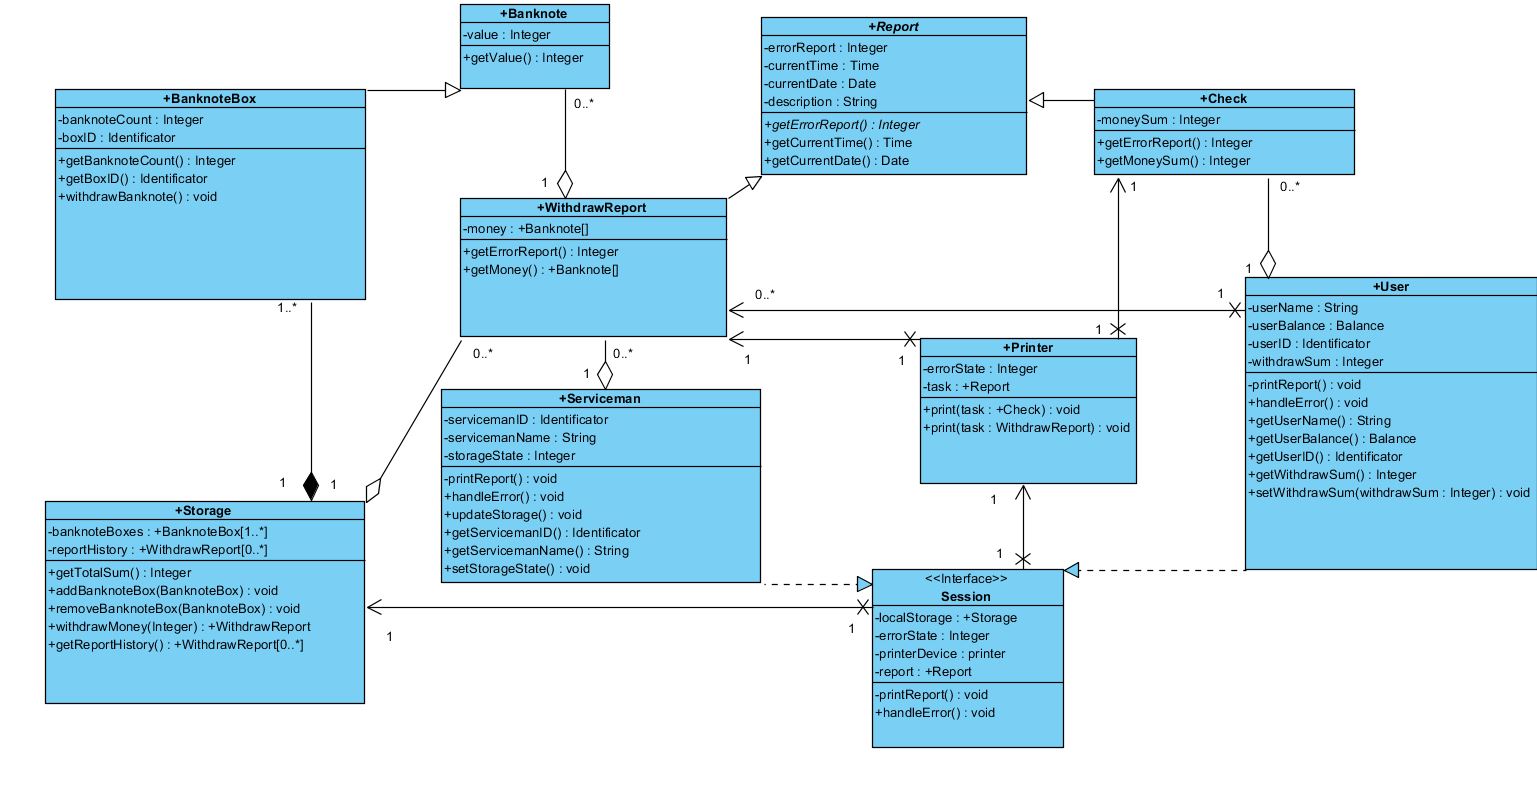 +Banknote
-value : Integer
+getValue() : Integer
+Report
-errorReport : Integer
-currentTime : Time
-currentDate : Date
-description : String
+getErrorReport() : Integer
+getCurrentTime() : Time
+getCurrentDate() : Date
+BanknoteBox
-banknoteCount : Integer
-boxID : Identificator
+getBanknoteCount() : Integer
+getBoxID() : Identificator
+withdrawBanknote() : void
+Check
-moneySum : Integer
+getErrorReport() : Integer
+getMoneySum() : Integer
0..*
1
1
0..*
+WithdrawReport
-money : +Banknote[]
+getErrorReport() : Integer
+getMoney() : +Banknote[]
1
+User
-userName : String
-userBalance : Balance
-userID : Identificator
-withdrawSum : Integer
-printReport() : void
+handleError() : void
+getUserName() : String
+getUserBalance() : Balance
+getUserID() : Identificator
+getWithdrawSum() : Integer
+setWithdrawSum(withdrawSum : Integer) : void
0..*
1
1..*
1
+Printer
-errorState : Integer
-task : +Report
+print(task : +Check) : void
+print(task : WithdrawReport) : void
0..*
0..*
1
1
1
+Serviceman
-servicemanID : Identificator
-servicemanName : String
-storageState : Integer
-printReport() : void
+handleError() : void
+updateStorage() : void
+getServicemanID() : Identificator
+getServicemanName() : String
+setStorageState() : void
1
1
1
1
+Storage
-banknoteBoxes : +BanknoteBox[1..*]
-reportHistory : +WithdrawReport[0..*]
+getTotalSum() : Integer
+addBanknoteBox(BanknoteBox) : void
+removeBanknoteBox(BanknoteBox) : void
+withdrawMoney(Integer) : +WithdrawReport
+getReportHistory() : +WithdrawReport[0..*]
<<Interface>>
Session
-localStorage : +Storage
-errorState : Integer
-printerDevice : printer
-report : +Report
-printReport() : void
+handleError() : void
1
1